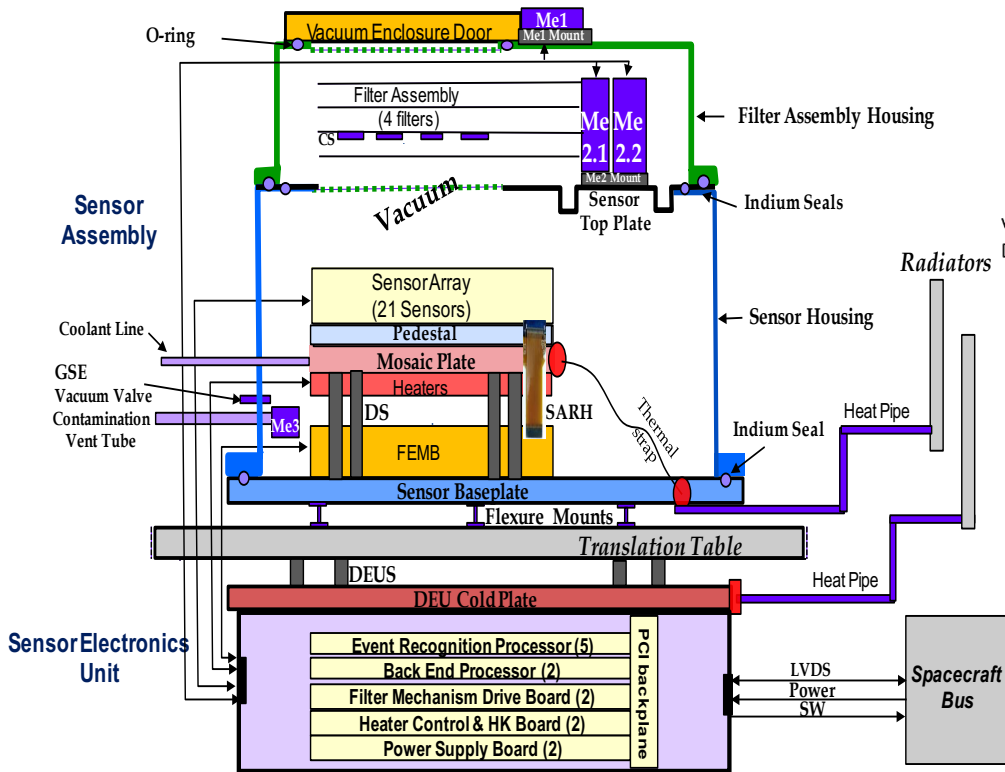 Me1
O-ring
Vacuum Enclosure Door
Me1 Mount
Filter Assembly
(4 filters)
CS
Me
2.1
Me
2.2
Me2 Mount
Filter Assembly Housing
Vacuum
Sensor
Top Plate
Indium Seals
Sensor
Assembly
Radiators
Sensor Array
(21 Sensors)
Pedestal
Sensor Housing
Coolant Line
Mosaic Plate
GSE
Vacuum Valve
Heaters
Contamination
Vent Tube
Me3
DS
SARH
Thermal
strap
Heat Pipe
FEMB
Indium Seal
Sensor Baseplate
Flexure Mounts
Translation Table
DEUS
Heat Pipe
DEU Cold Plate
Sensor Electronics
Unit
Event Recognition Processor (5)
Back End Processor (2)
Filter Mechanism Drive Board (2)
Heater Control & HK Board (2)
Power Supply Board (2)
PCI backplane
LVDS
Power
SW
Spacecraft
Bus